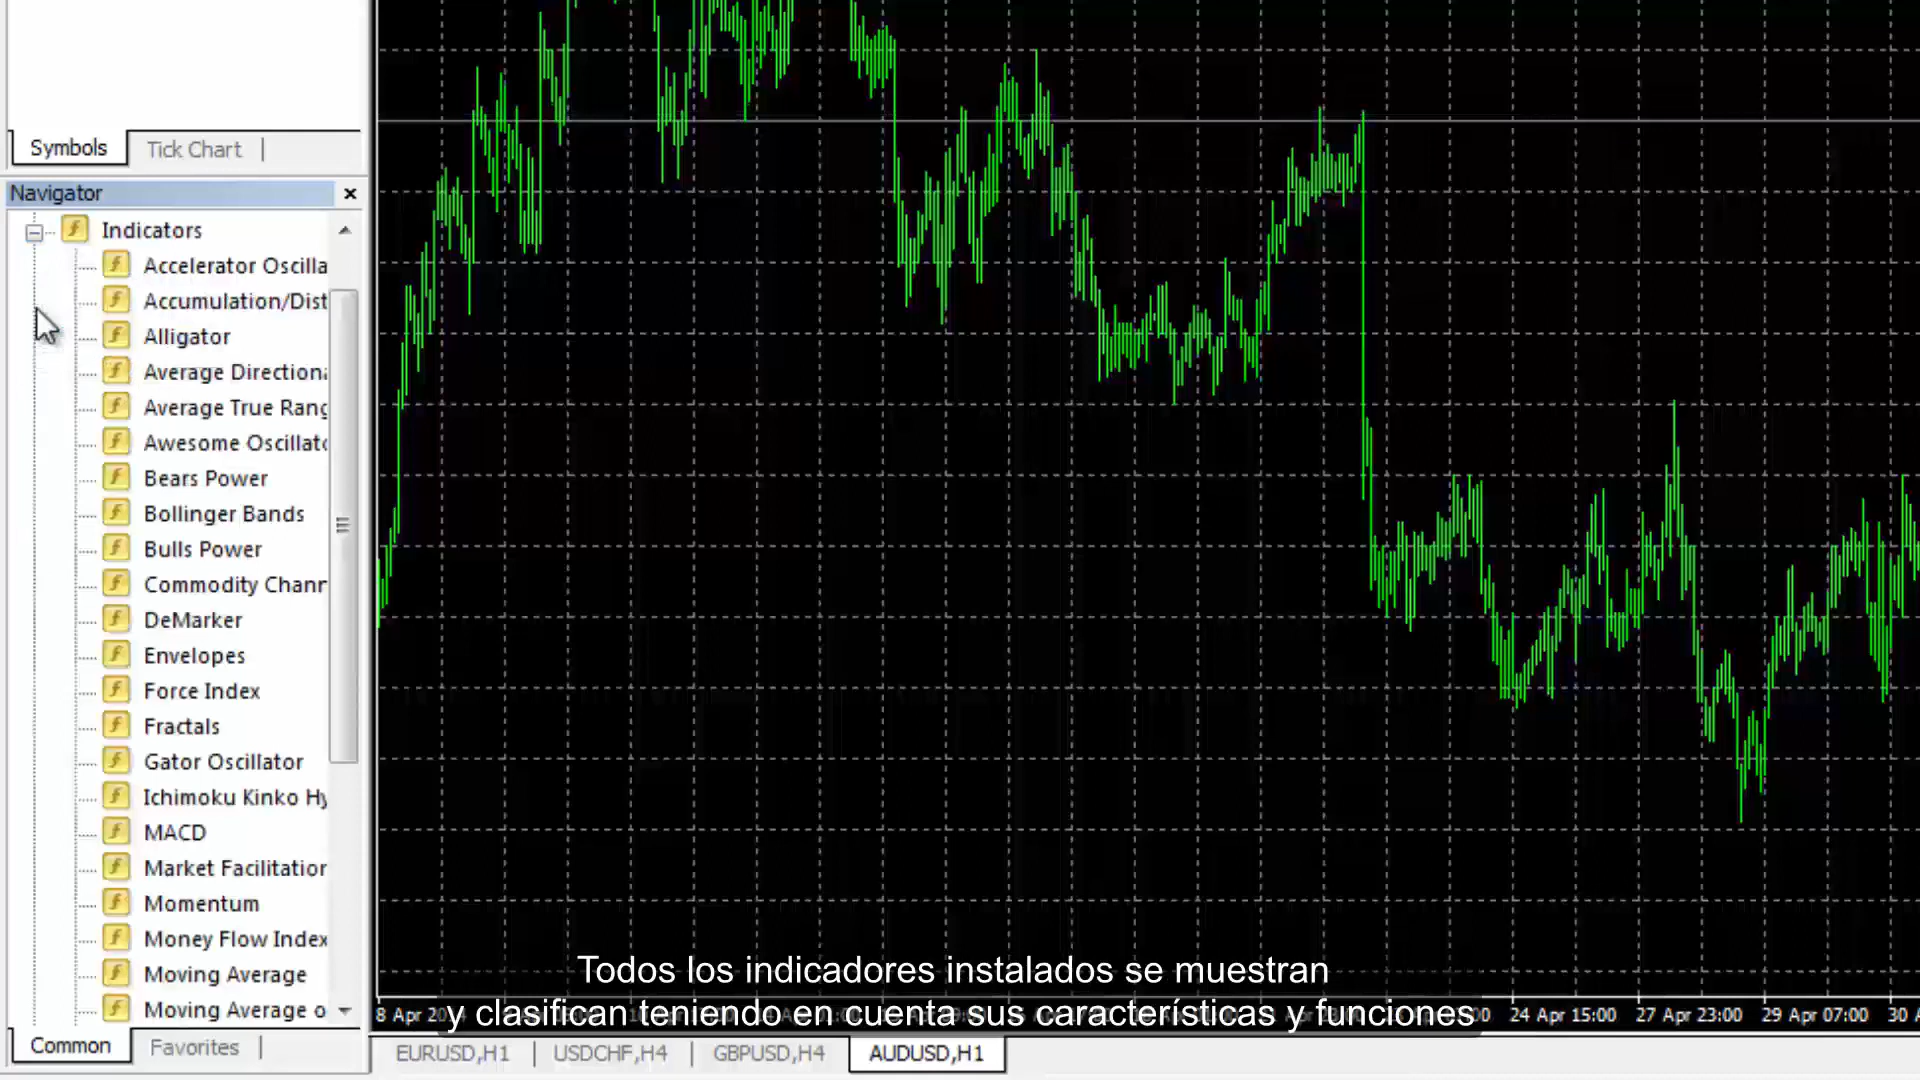 Symbols
Tick Chart
Navigator
Indicators
Accelerator Oscilla
Accumulation/Dist
Alligator
Average Directiona
Average True Rang
Awesome Oscillato
Bears Power
Bollinger Bands
Bulls Power
Commodity Chanr
DeMarker
Envelopes
Force Index
Fractals
Gator Oscillator
Ichimoku Kinko Hy
MACD
Market Facilitation
Momentum
Money Flow Index
Moving Average
Moving Average o
Common
Favorites
Todos los indicadores instalados se muestran
y clasifican teniendo en cuenta sus características y funciones
8 Apr 24 Apr 15:00 27 Apr 23:00 29 Apr 07:00 30
EURUSD,H1
USDCHF,H4
GBPUSD,H4
AUDUSD,H1